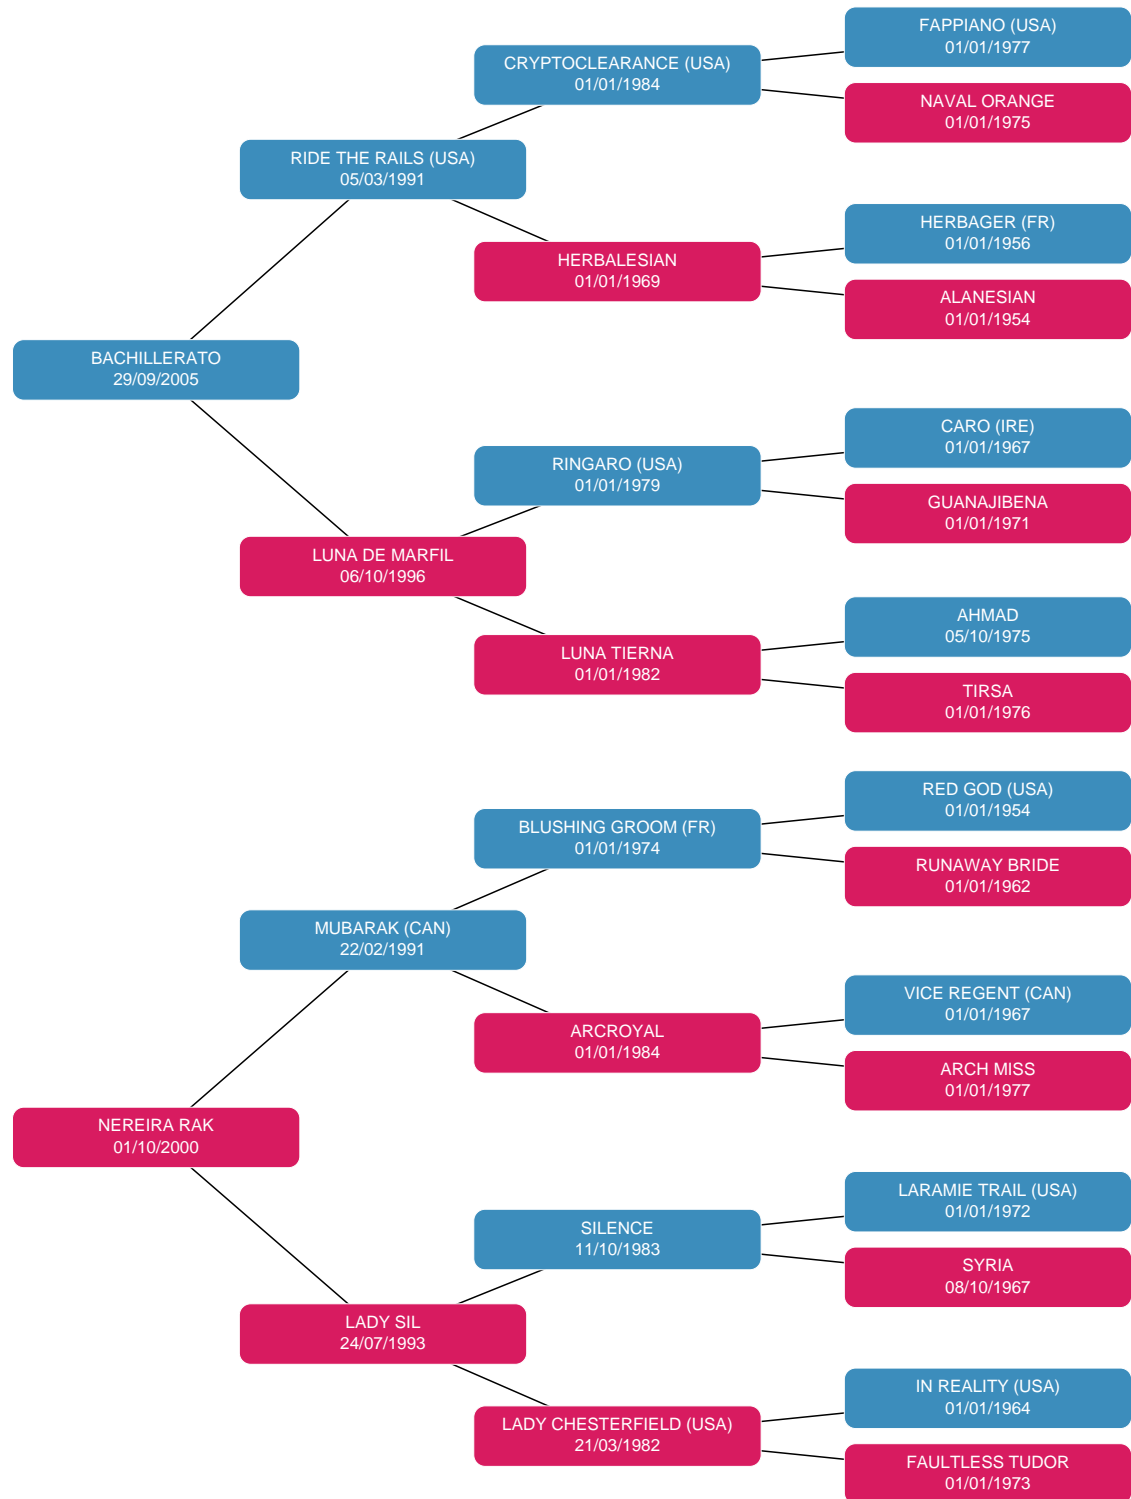 FAPPIANO (USA)
01/01/1977
CRYPTOCLEARANCE (USA)
01/01/1984
NAVAL ORANGE
01/01/1975
RIDE THE RAILS (USA)
05/03/1991
HERBAGER (FR)
01/01/1956
HERBALESIAN
01/01/1969
ALANESIAN
01/01/1954
BACHILLERATO
29/09/2005
CARO (IRE)
01/01/1967
RINGARO (USA)
01/01/1979
GUANAJIBENA
01/01/1971
LUNA DE MARFIL
06/10/1996
AHMAD
05/10/1975
LUNA TIERNA
01/01/1982
TIRSA
01/01/1976
RED GOD (USA)
01/01/1954
BLUSHING GROOM (FR)
01/01/1974
RUNAWAY BRIDE
01/01/1962
MUBARAK (CAN)
22/02/1991
VICE REGENT (CAN)
01/01/1967
ARCROYAL
01/01/1984
ARCH MISS
01/01/1977
NEREIRA RAK
01/10/2000
LARAMIE TRAIL (USA)
01/01/1972
SILENCE
11/10/1983
SYRIA
08/10/1967
LADY SIL
24/07/1993
IN REALITY (USA)
01/01/1964
LADY CHESTERFIELD (USA)
21/03/1982
FAULTLESS TUDOR
01/01/1973